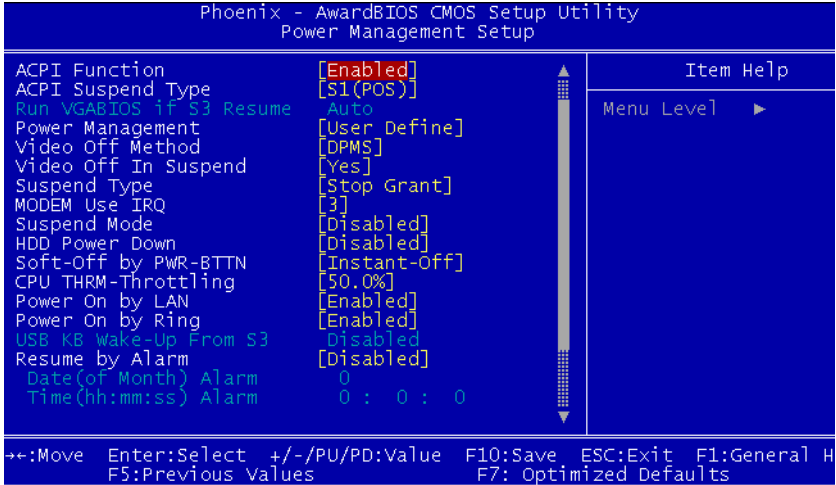 Phoenix - AwardBIOS CMOS Setup Utility
Power Management Setup
ACPI Function [Enabled]
ACPI Suspend Type [S1(POS)]
Run VGABIOS if S3 Resume Auto
Power Management [User Define]
Video Off Method [DPMS]
Video Off In Suspend [Yes]
Suspend Type [Stop Grant]
MODEM Use IRQ [3]
Suspend Mode [Disabled]
HDD Power Down [Disabled]
Soft-Off by PWR-BTTN [Instant-Off]
CPU THRM-Throttling [50.0%]
Power On by LAN [Enabled]
Power On by Ring [Enabled]
USB KB Wake-Up From S3 Disabled
Resume by Alarm [Disabled]
Date(of Month) Alarm 0
Time(hh:mm:ss) Alarm 0 : 0 : 0
Item Help
Menu Level ►
→←:Move Enter:Select +/-/PU/PD:Value F10:Save ESC:Exit F1:General H
F5:Previous Values F7: Optimized Defaults